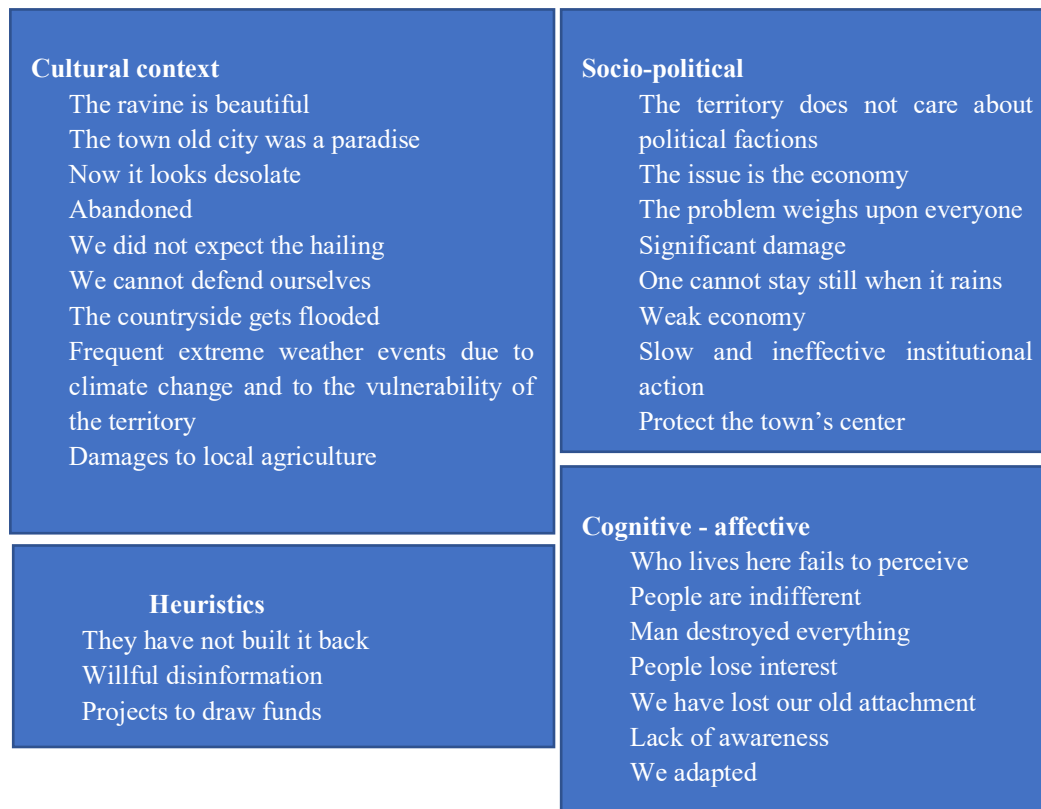 Cultural context
The ravine is beautiful
The town old city was a paradise
Now it looks desolate
Abandoned
We did not expect the hailing
We cannot defend ourselves
The countryside gets flooded
Frequent extreme weather events due to
climate change and to the vulnerability of
the territory
Damages to local agriculture
Socio-political
The territory does not care about
political factions
The issue is the economy
The problem weighs upon everyone
Significant damage
One cannot stay still when it rains
Weak economy
Slow and ineffective institutional
action
Protect the town’s center
Heuristics
They have not built it back
Willful disinformation
Projects to draw funds
Cognitive - affective
Who lives here fails to perceive
People are indifferent
Man destroyed everything
People lose interest
We have lost our old attachment
Lack of awareness
We adapted